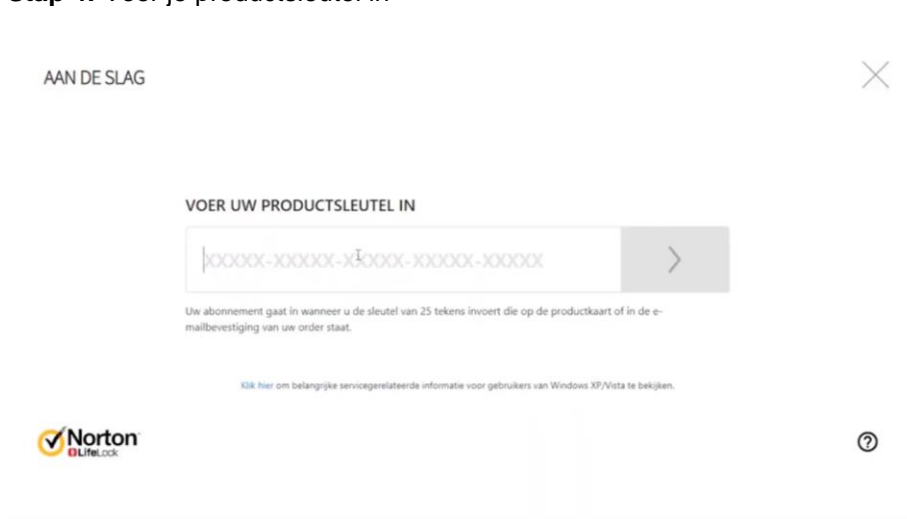 Stap 4: Voer je productsleutel in
AAN DE SLAG
VOER UW PRODUCTSLEUTEL IN
XXXXX-XXXXX-XXXXX-XXXXX-XXXXX
Uw abonnement gaat in wanneer u de sleutel van 25 tekens invoert die op de productkaart of in de e-
mailbevestiging van uw order staat.
Klik hier om belangrijke servicegerelateerde informatie voor gebruikers van Windows XP/Vista te bekijken.
Norton
LifeLock